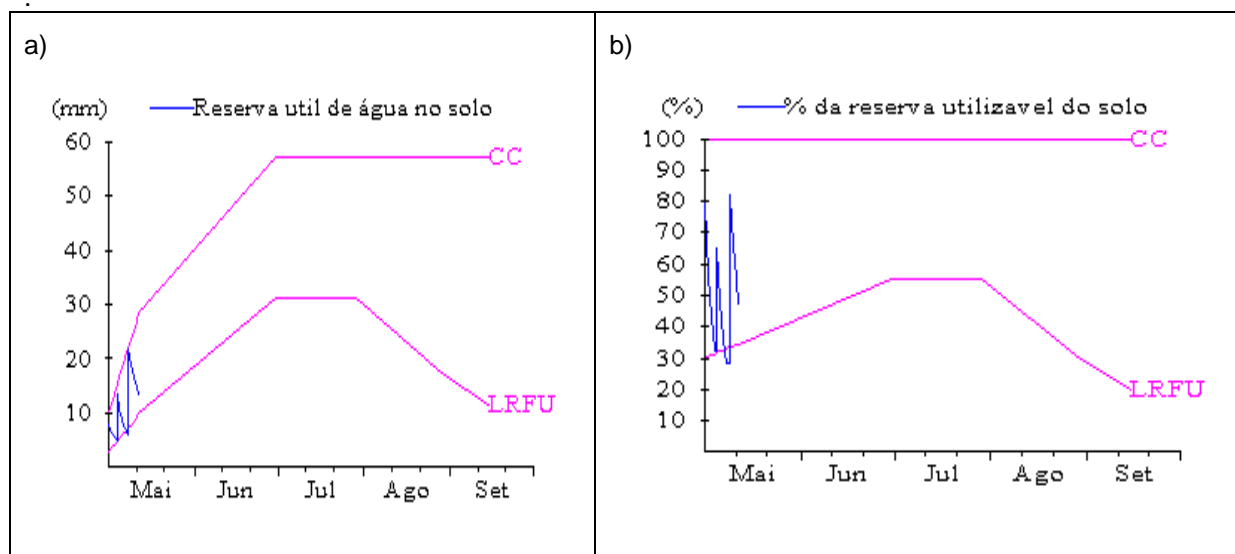 .
a)
(mm) Reserva util de água no solo
60
50
40
30
20
10
CC
LRFU
Mai Jun Jul Ago Set
b)
(%) % da reserva utilizavel do solo
100
90
80
70
60
50
40
30
20
10
CC
LRFU
Mai Jun Jul Ago Set